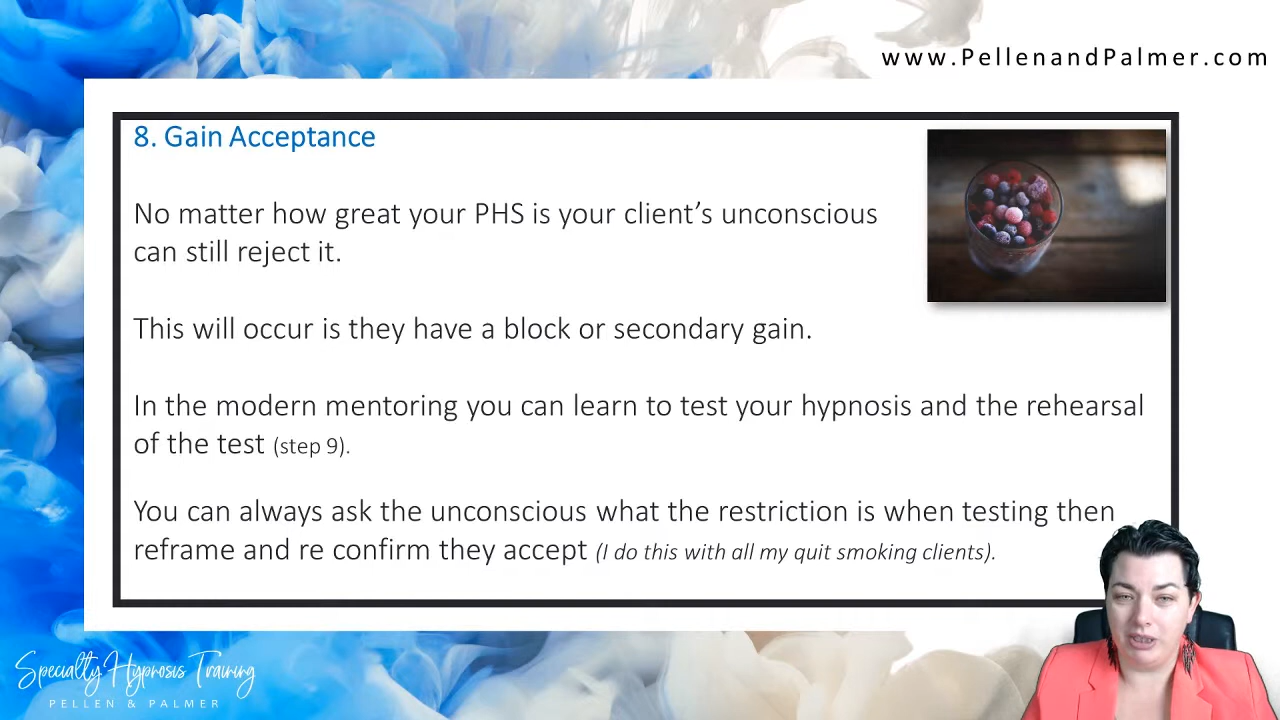 www.PellenandPalmer.com
8. Gain Acceptance
No matter how great your PHS is your client’s unconscious
can still reject it.
This will occur is they have a block or secondary gain.
In the modern mentoring you can learn to test your hypnosis and the rehearsal
of the test (step 9).
You can always ask the unconscious what the restriction is when testing then
reframe and re confirm they accept (I do this with all my quit smoking clients).
Specialty Hypnosis Training
PELLEN & PALMER